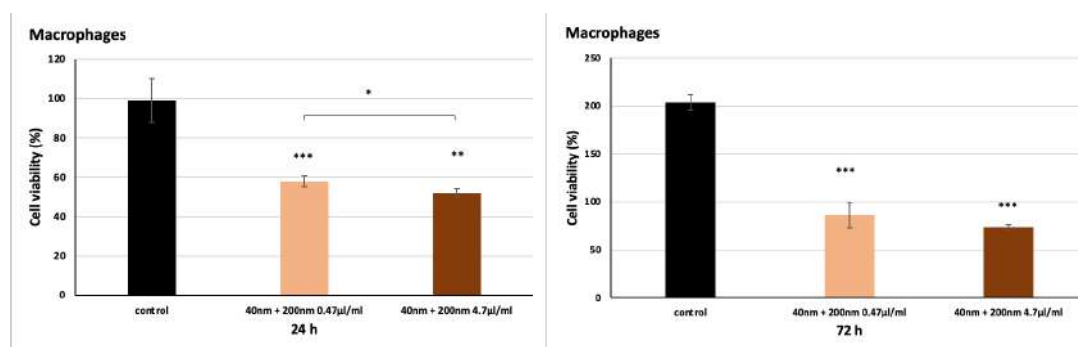 Macrophages
120
100
80
60
40
20
0
Cell viability (%)
*
***
**
control
40nm + 200nm 0.47µl/ml
40nm + 200nm 4.7µl/ml
24 h
Macrophages
250
200
150
100
50
0
Cell viability (%)
***
***
control
40nm + 200nm 0.47µl/ml
40nm + 200nm 4.7µl/ml
72 h